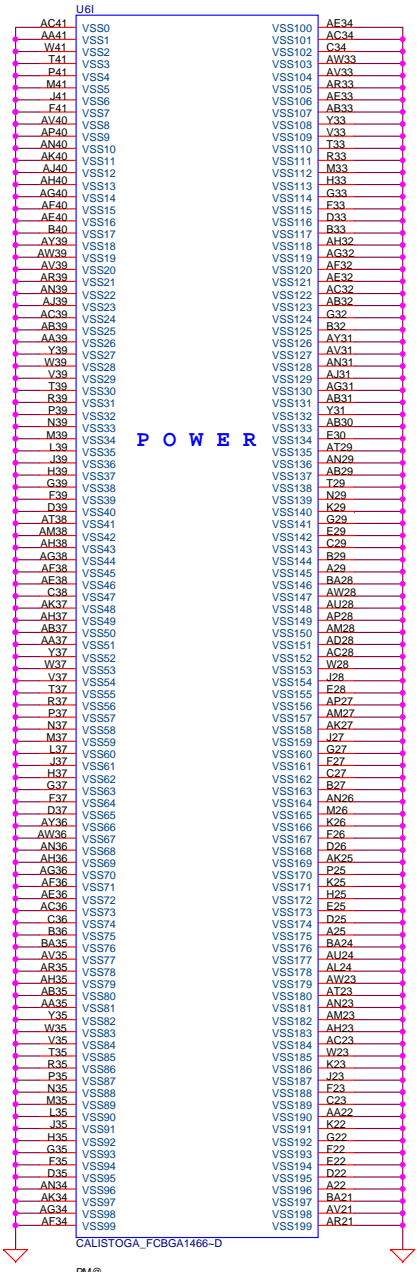 U6I
AC41 VSS0 VSS100 AE34
AA41 VSS1 VSS101 AC34
W41 VSS2 VSS102 C34
T41 VSS3 VSS103 AW33
P41 VSS4 VSS104 AV33
M41 VSS5 VSS105 AR33
J41 VSS6 VSS106 AE33
F41 VSS7 VSS107 AB33
AV40 VSS8 VSS108 Y33
AP40 VSS9 VSS109 V33
AN40 VSS10 VSS110 T33
AK40 VSS11 VSS111 R33
AJ40 VSS12 VSS112 M33
AH40 VSS13 VSS113 H33
AG40 VSS14 VSS114 G33
AF40 VSS15 VSS115 F33
AE40 VSS16 VSS116 D33
B40 VSS17 VSS117 B33
AY39 VSS18 VSS118 AH32
AW39 VSS19 VSS119 AG32
AV39 VSS20 VSS120 AF32
AR39 VSS21 VSS121 AE32
AN39 VSS22 VSS122 AC32
AJ39 VSS23 VSS123 AB32
AC39 VSS24 VSS124 G32
AB39 VSS25 VSS125 B32
AA39 VSS26 VSS126 AY31
Y39 VSS27 VSS127 AV31
W39 VSS28 VSS128 AN31
V39 VSS29 VSS129 AJ31
T39 VSS30 VSS130 AG31
R39 VSS31 VSS131 AB31
P39 VSS32 VSS132 Y31
N39 VSS33 VSS133 AB30
M39 VSS34 POWER VSS134 E30
L39 VSS35 VSS135 AT29
J39 VSS36 VSS136 AN29
H39 VSS37 VSS137 AB29
G39 VSS38 VSS138 T29
F39 VSS39 VSS139 N29
D39 VSS40 VSS140 K29
AT38 VSS41 VSS141 G29
AM38 VSS42 VSS142 E29
AH38 VSS43 VSS143 C29
AG38 VSS44 VSS144 B29
AF38 VSS45 VSS145 A29
AE38 VSS46 VSS146 BA28
C38 VSS47 VSS147 AW28
AK37 VSS48 VSS148 AU28
AH37 VSS49 VSS149 AP28
AB37 VSS50 VSS150 AM28
AA37 VSS51 VSS151 AD28
Y37 VSS52 VSS152 AC28
W37 VSS53 VSS153 W28
V37 VSS54 VSS154 J28
T37 VSS55 VSS155 E28
R37 VSS56 VSS156 AP27
P37 VSS57 VSS157 AM27
N37 VSS58 VSS158 AK27
M37 VSS59 VSS159 J27
L37 VSS60 VSS160 G27
J37 VSS61 VSS161 F27
H37 VSS62 VSS162 C27
G37 VSS63 VSS163 B27
F37 VSS64 VSS164 AN26
D37 VSS65 VSS165 M26
AY36 VSS66 VSS166 K26
AW36 VSS67 VSS167 F26
AN36 VSS68 VSS168 D26
AH36 VSS69 VSS169 AK25
AG36 VSS70 VSS170 P25
AF36 VSS71 VSS171 K25
AE36 VSS72 VSS172 H25
AC36 VSS73 VSS173 E25
C36 VSS74 VSS174 D25
B36 VSS75 VSS175 A25
BA35 VSS76 VSS176 BA24
AV35 VSS77 VSS177 AU24
AR35 VSS78 VSS178 AL24
AH35 VSS79 VSS179 AW23
AB35 VSS80 VSS180 AT23
AA35 VSS81 VSS181 AN23
Y35 VSS82 VSS182 AM23
W35 VSS83 VSS183 AH23
V35 VSS84 VSS184 AC23
T35 VSS85 VSS185 W23
R35 VSS86 VSS186 K23
P35 VSS87 VSS187 J23
N35 VSS88 VSS188 F23
M35 VSS89 VSS189 C23
L35 VSS90 VSS190 AA22
J35 VSS91 VSS191 K22
H35 VSS92 VSS192 G22
G35 VSS93 VSS193 F22
F35 VSS94 VSS194 E22
D35 VSS95 VSS195 D22
AN34 VSS96 VSS196 A22
AK34 VSS97 VSS197 BA21
AG34 VSS98 VSS198 AV21
AF34 VSS99 VSS199 AR21
CALISTOGA_FCBGA1466~D